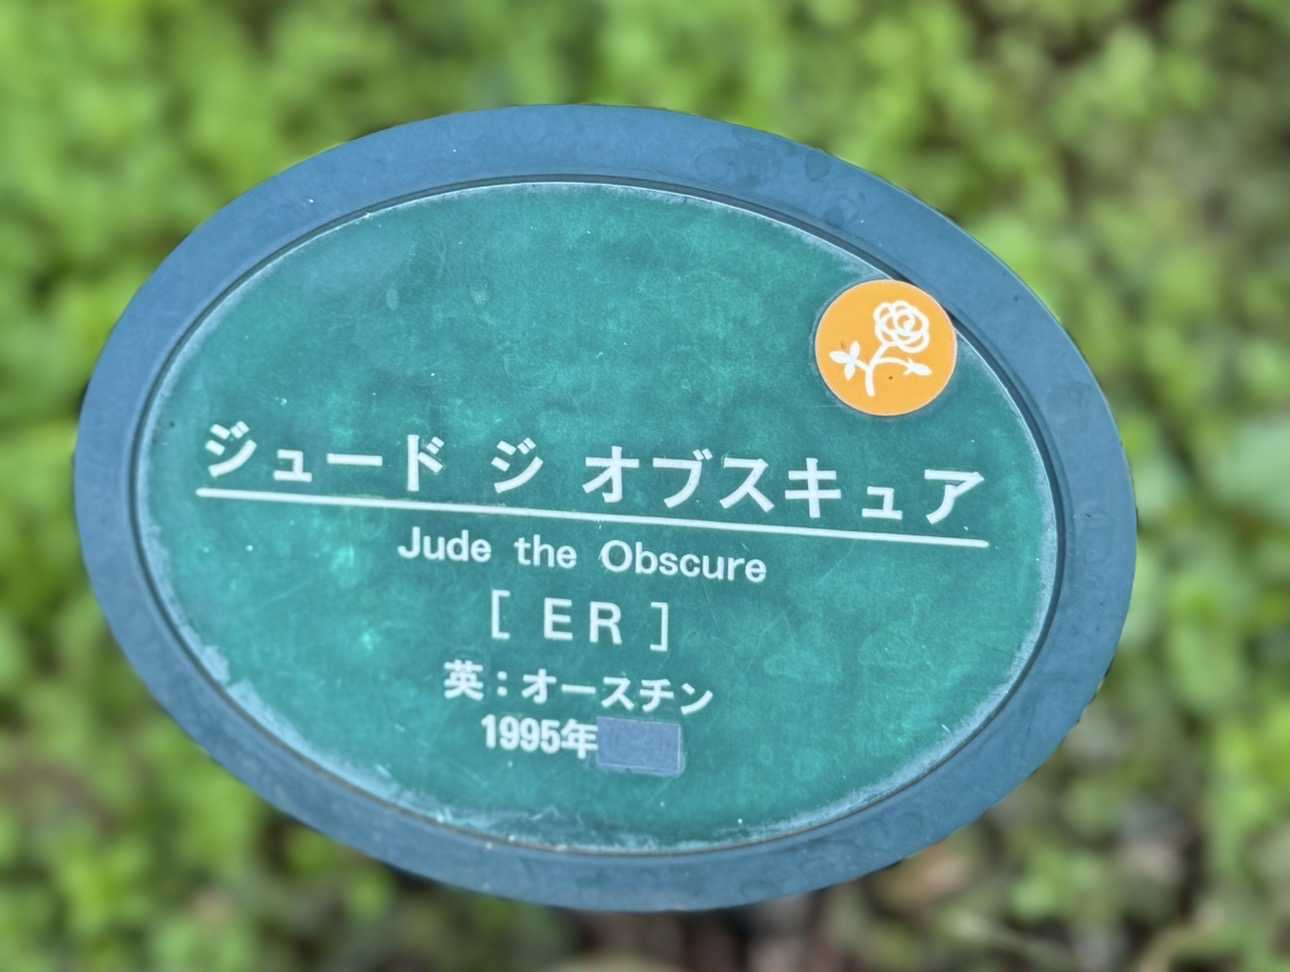 ジュード ジ オブスキュア
Jude the Obscure
[ ER ]
英：オースチン
1995年